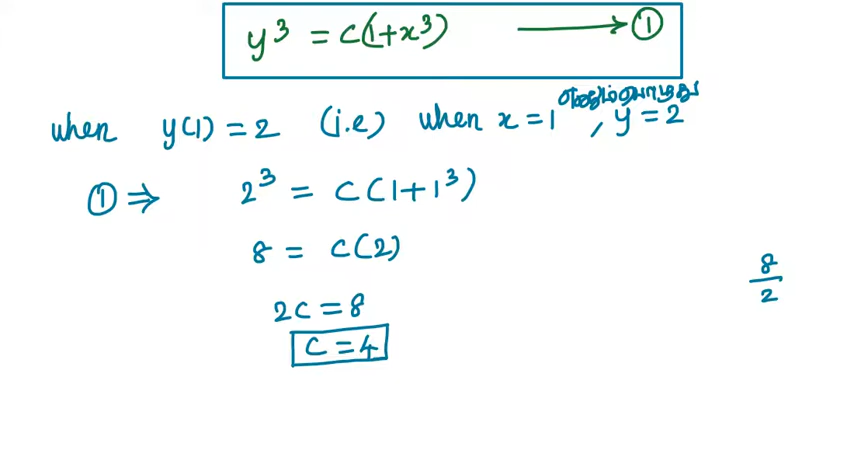 y³ = c(1+x³) ⟶ ①
when y(1) = 2 (i.e) when x = 1 , y = 2
① ⇒ 2³ = C(1+1³)
8 = C(2)
2C = 8
C = 4
8/2